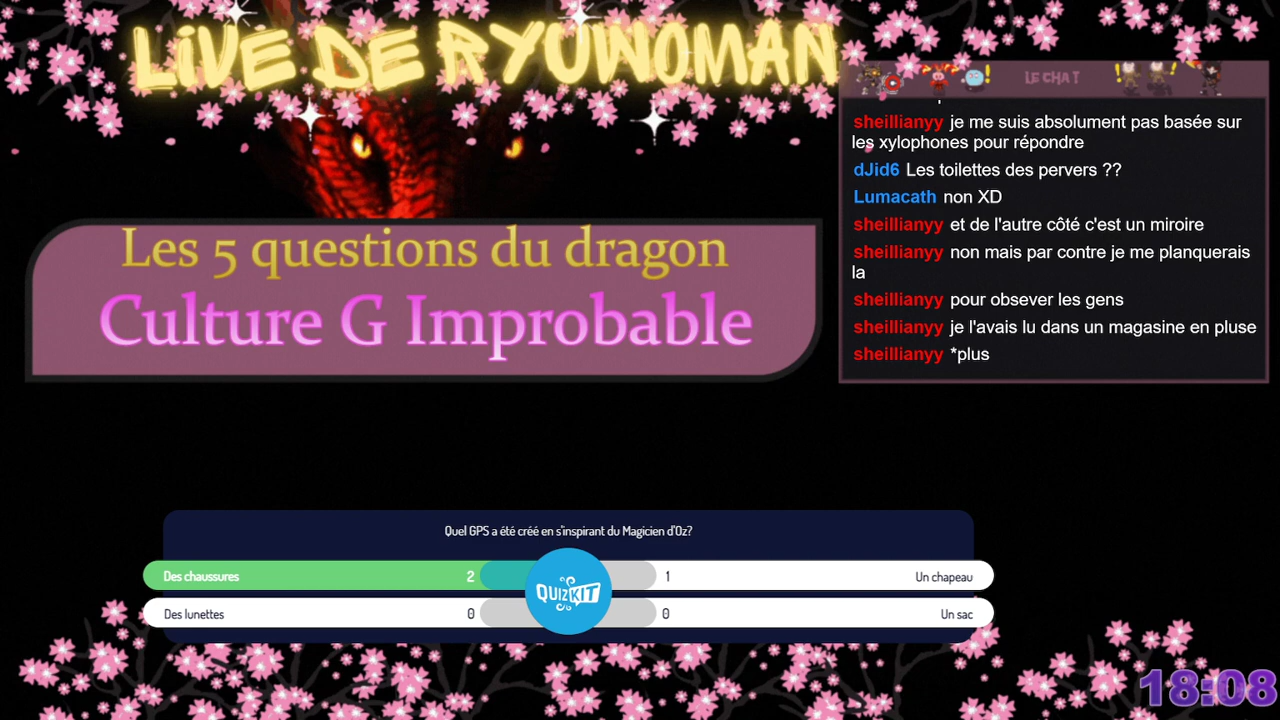 LIVE DE RYUWOMAN
LE CHAT
sheillianyy je me suis absolument pas basée sur
les xylophones pour répondre
dJid6 Les toilettes des pervers ??
Lumacath non XD
sheillianyy et de l'autre côté c'est un miroire
sheillianyy non mais par contre je me planquerais
la
sheillianyy pour obsever les gens
sheillianyy je l'avais lu dans un magasine en pluse
sheillianyy *plus
Les 5 questions du dragon
Culture G Improbable
Quel GPS a été créé en s'inspirant du Magicien d'Oz?
Des chaussures 2 1 Un chapeau
QUIZKIT
Des lunettes 0 0 Un sac
18:08